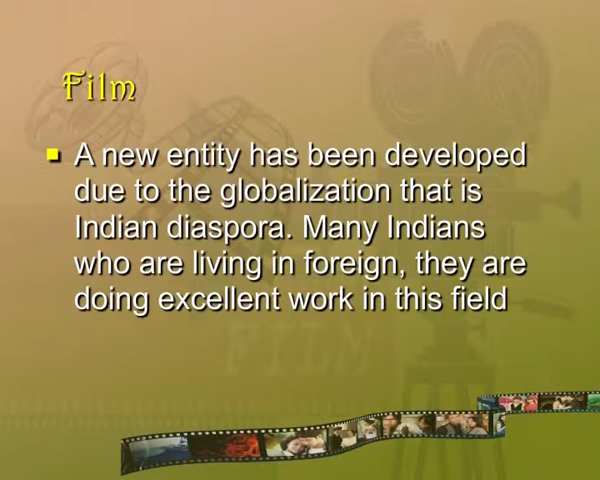 Film
A new entity has been developed
due to the globalization that is
Indian diaspora. Many Indians
who are living in foreign, they are
doing excellent work in this field
FILM